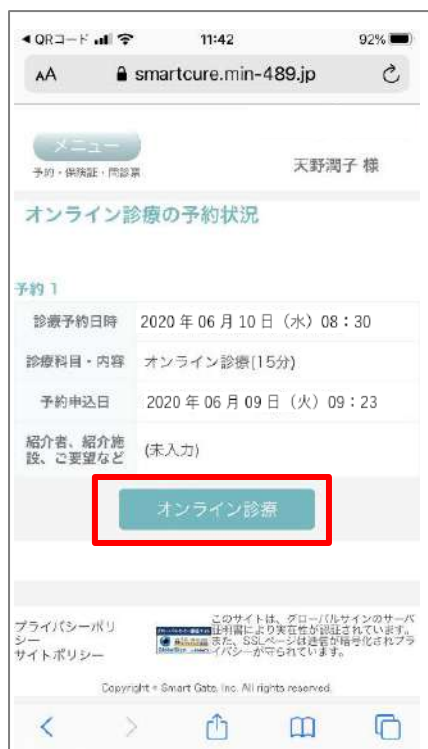 ◀QRコード
11:42
92%
AA
smartcure.min-489.jp
メニュー
予約・保険証・問診票
天野潤子 様
オンライン診療の予約状況
予約 1
診療予約日時
2020 年 06 月 10 日（水）08：30
診療科目・内容
オンライン診療[15分]
予約申込日
2020 年 06 月 09 日（火）09：23
紹介者、紹介施
設、ご要望など
(未入力)
オンライン診療
プライバシーポリ
シー
サイトポリシー
このサイトは、グローバルサインのサーバ
証明書により実在性が認証されています。
また、SSLページは通信が暗号化されプラ
イバシーが守られています。
Copyright © Smart Gate, Inc. All rights reserved.